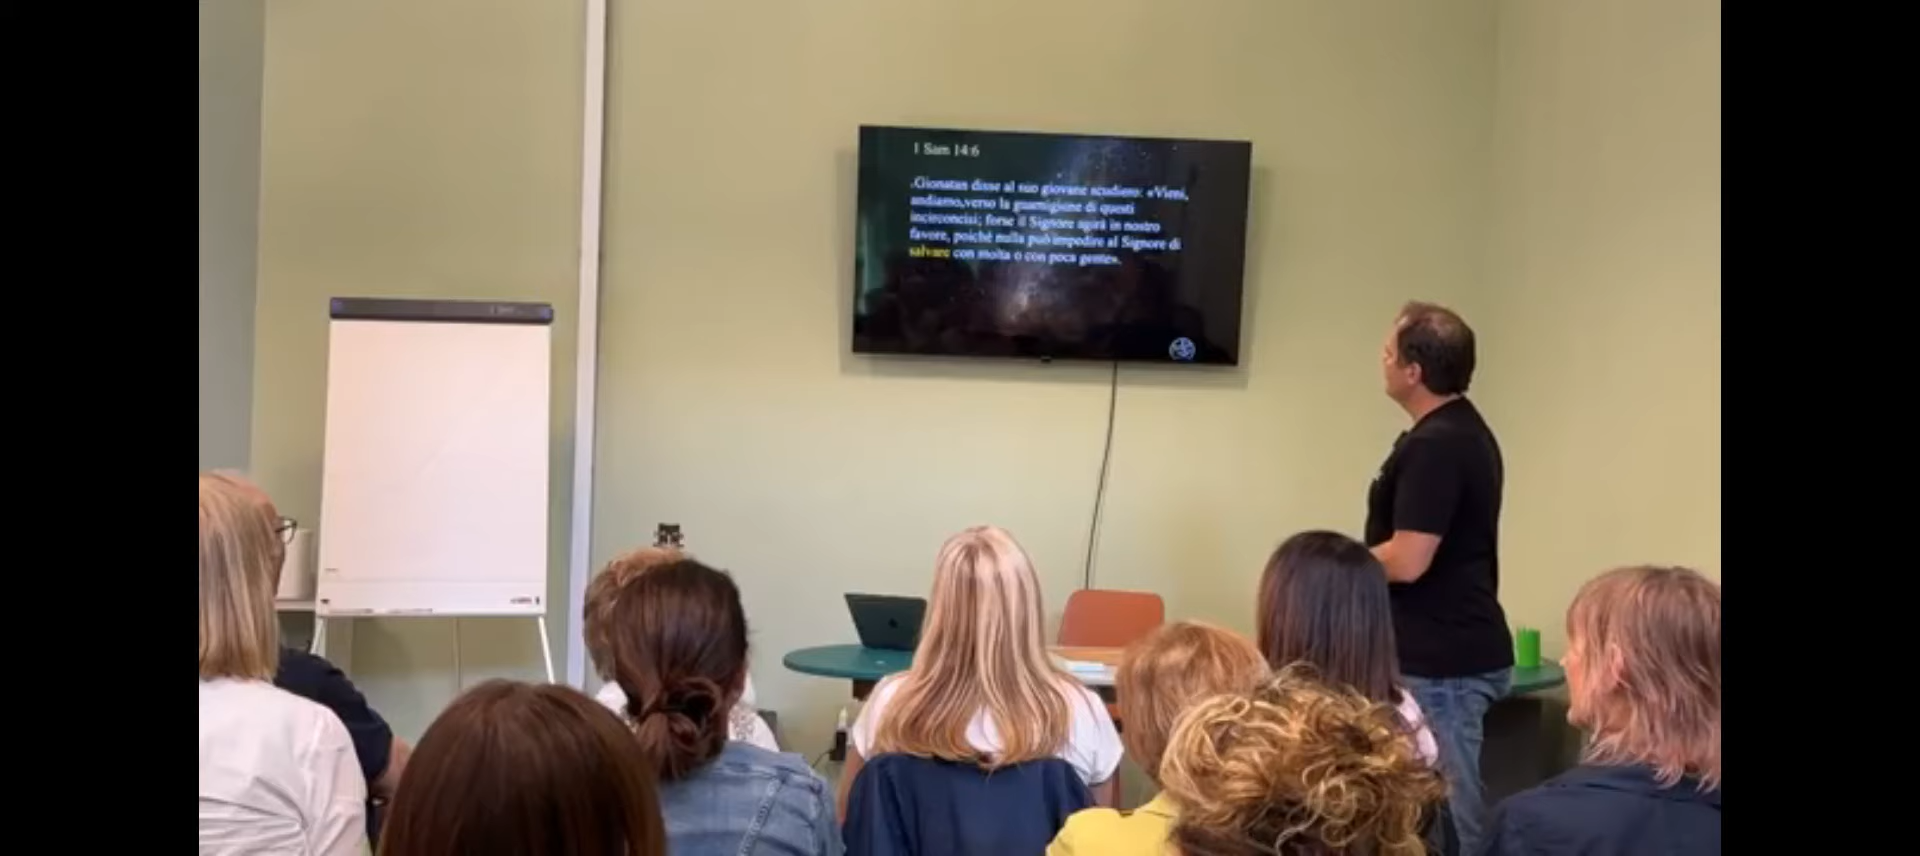 1 Sam 14:6
.Gionatan disse al suo giovane scudiero: «Vieni,
andiamo,verso la guarnigione di questi
incirconcisi; forse il Signore agirà in nostro
favore, poiché nulla può impedire al Signore di
salvare con molta o con poca gente».